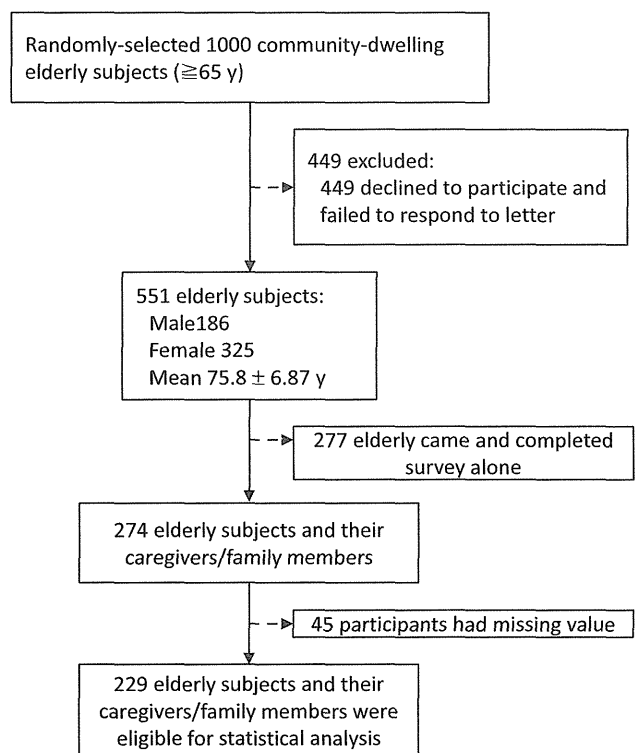 Randomly-selected 1000 community-dwelling
elderly subjects (≧65 y)
449 excluded:
449 declined to participate and
failed to respond to letter
551 elderly subjects:
Male186
Female 325
Mean 75.8 ± 6.87 y
277 elderly came and completed
survey alone
274 elderly subjects and their
caregivers/family members
45 participants had missing value
229 elderly subjects and their
caregivers/family members were
eligible for statistical analysis